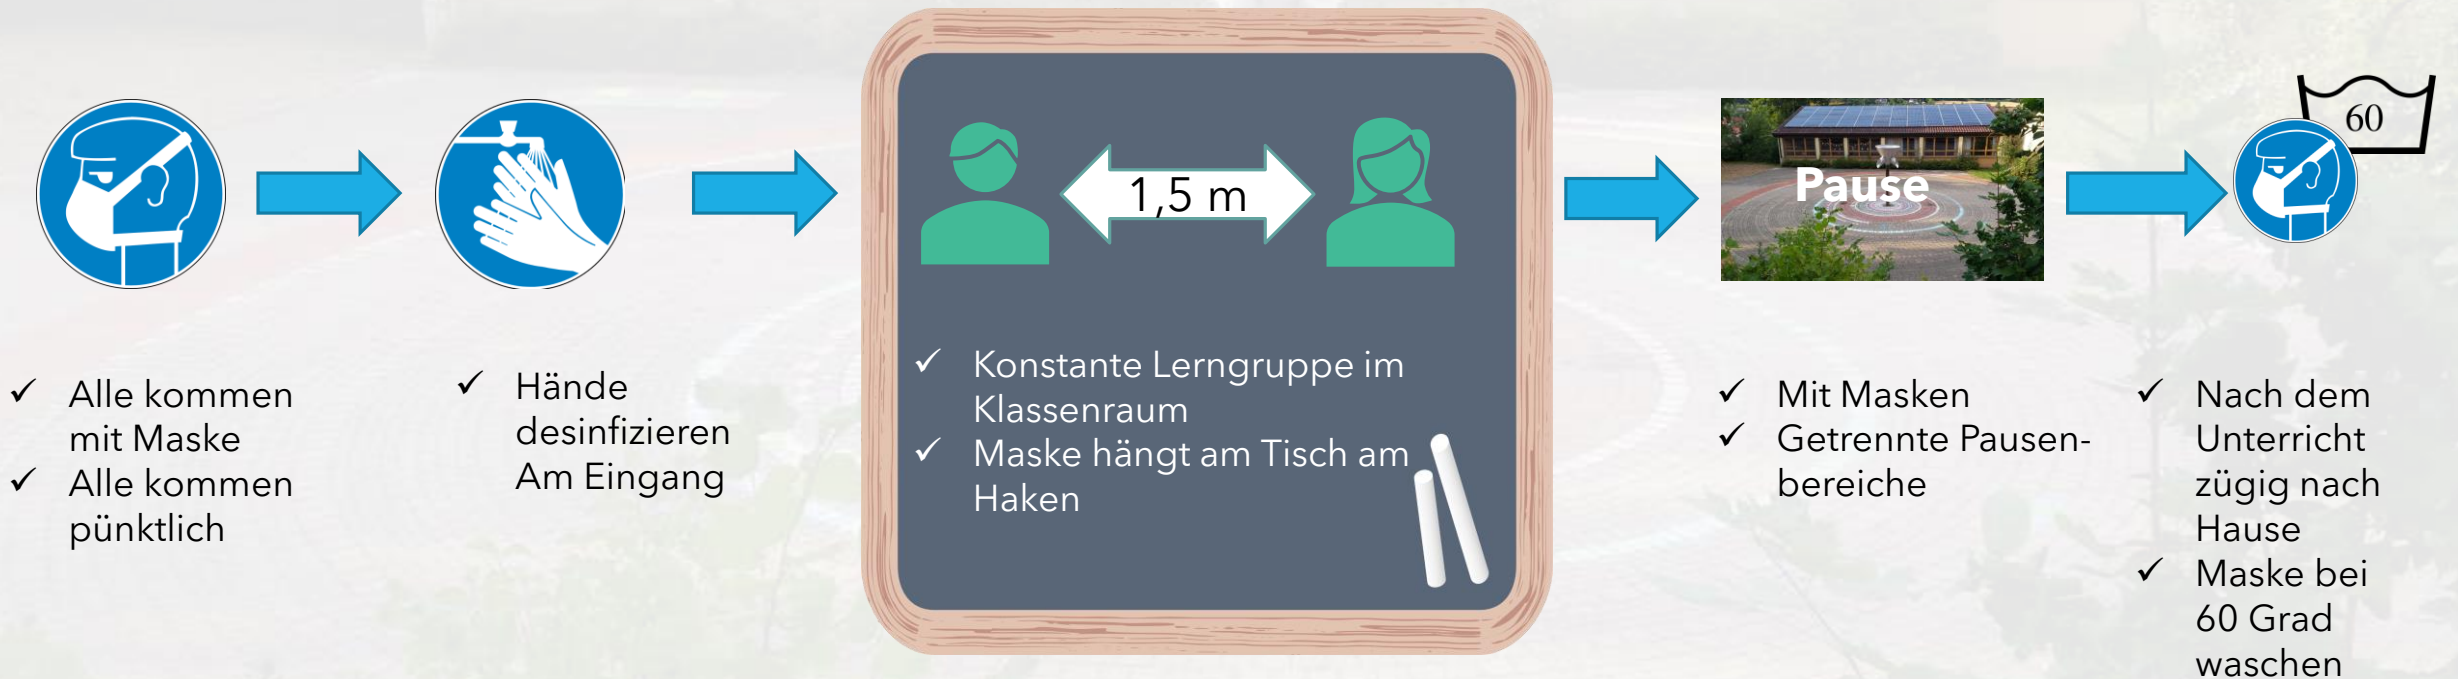 Alle kommen
mit Maske
Alle kommen
pünktlich
Hände
desinfizieren
Am Eingang
1,5 m
Konstante Lerngruppe im
Klassenraum
Maske hängt am Tisch am
Haken
Pause
Mit Masken
Getrennte Pausen-
bereiche
60
Nach dem
Unterricht
zügig nach
Hause
Maske bei
60 Grad
waschen